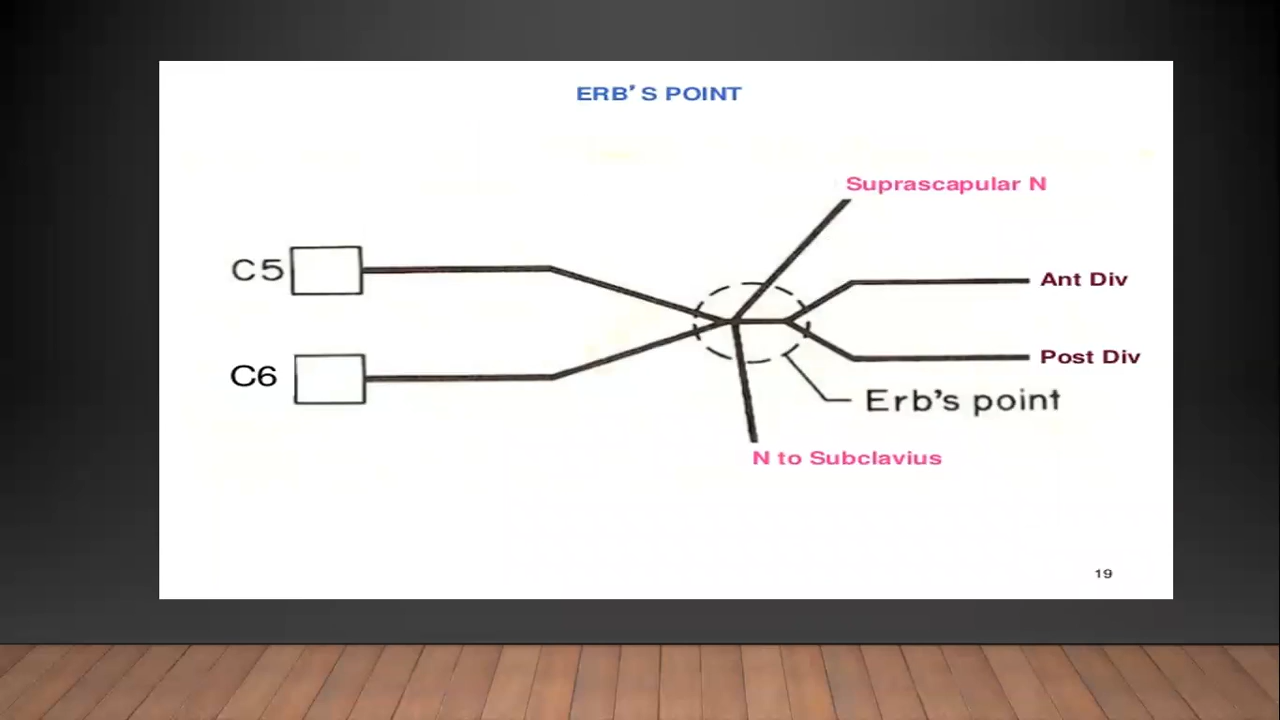 ERB'S POINT
Suprascapular N
C5
Ant Div
C6
Post Div
Erb's point
N to Subclavius
19